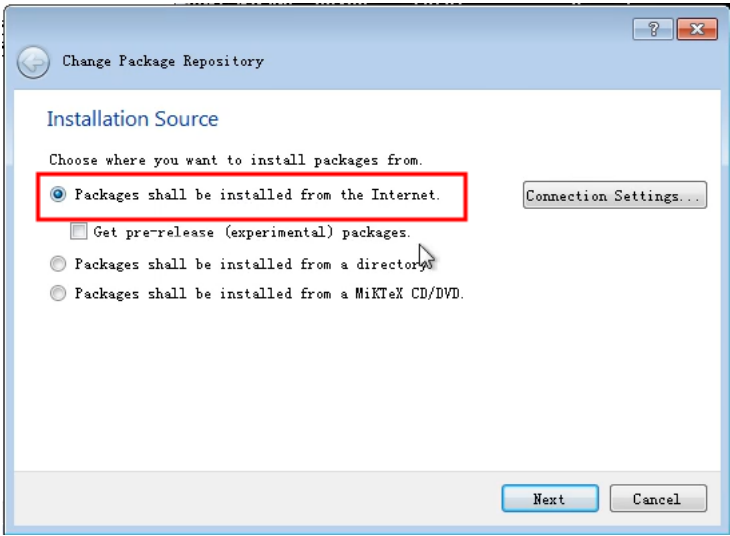 Change Package Repository
Installation Source
Choose where you want to install packages from.
Packages shall be installed from the Internet.
Connection Settings...
Get pre-release (experimental) packages.
Packages shall be installed from a directory
Packages shall be installed from a MiKTeX CD/DVD.
Next
Cancel